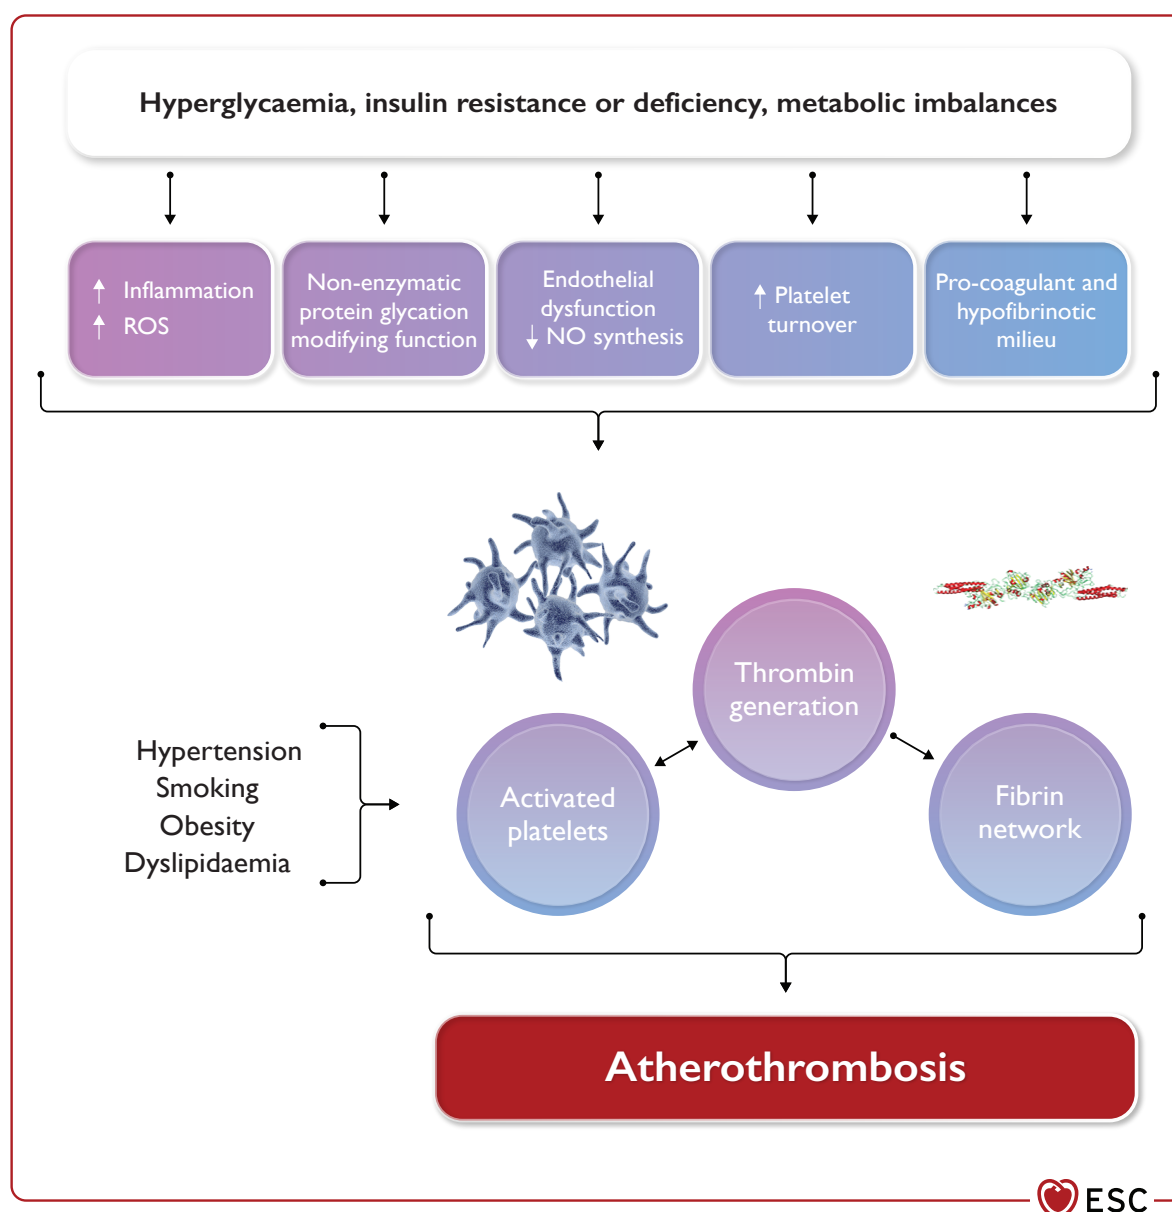 Hyperglycaemia, insulin resistance or deficiency, metabolic imbalances
↑ Inflammation
↑ ROS
Non-enzymatic
protein glycation
modifying function
Endothelial
dysfunction
↓ NO synthesis
↑ Platelet
turnover
Pro-coagulant and
hypofibrinotic
milieu
Thrombin
generation
Hypertension
Smoking
Obesity
Dyslipidaemia
Activated
platelets
Fibrin
network
Atherothrombosis
ESC